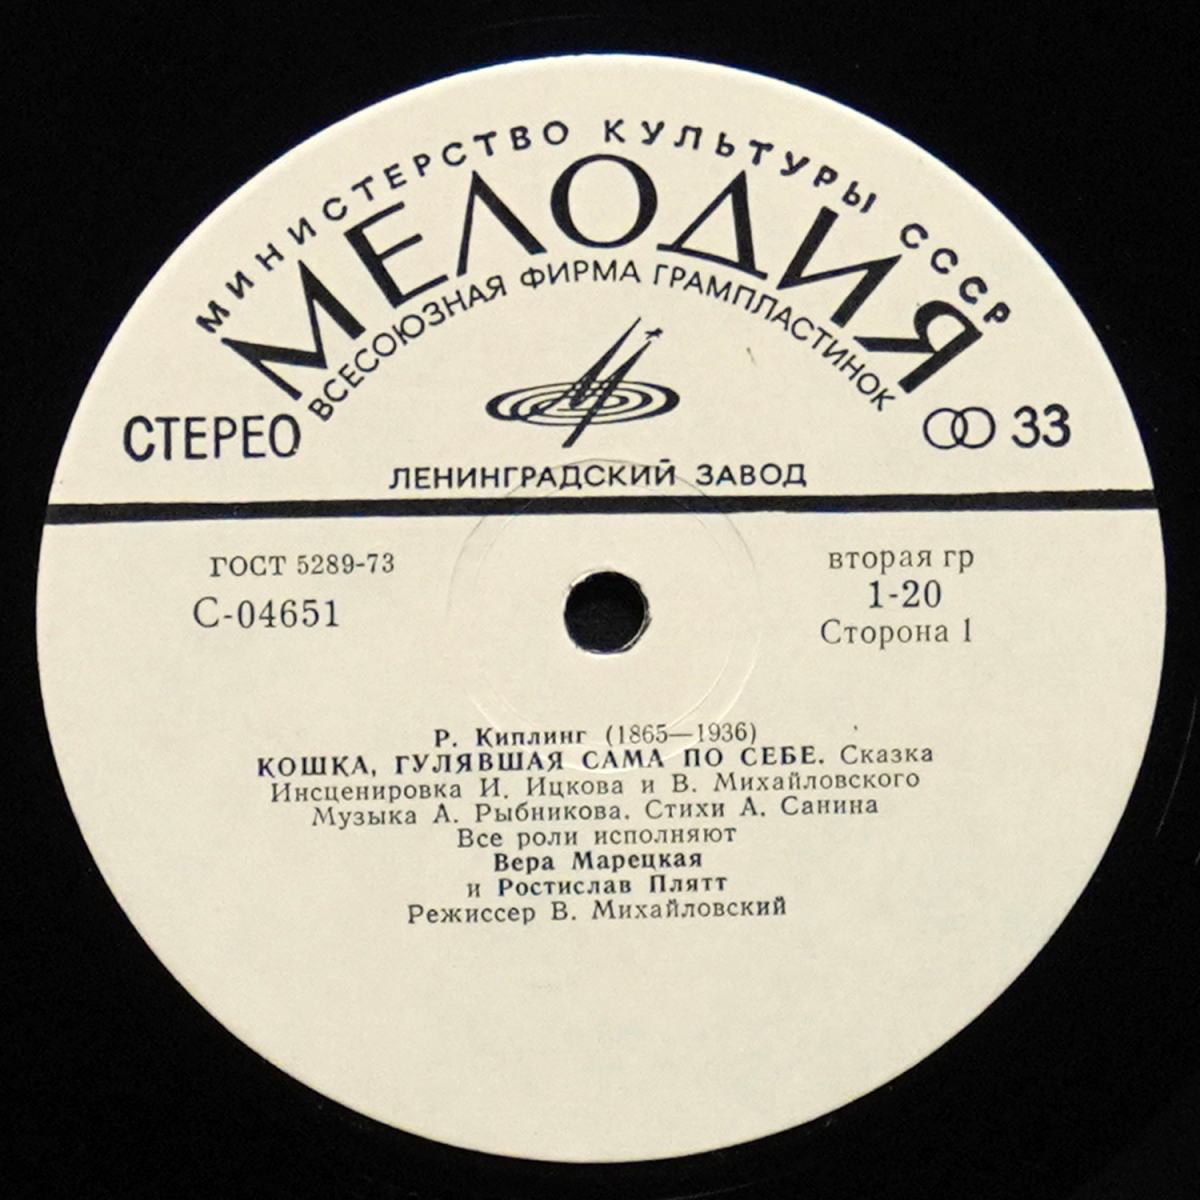 МИНИСТЕРСТВО КУЛЬТУРЫ СССР
МЕЛОДИЯ
ВСЕСОЮЗНАЯ ФИРМА ГРАМПЛАСТИНОК
СТЕРЕО
33
ЛЕНИНГРАДСКИЙ ЗАВОД
ГОСТ 5289-73
С-04651
вторая гр
1-20
Сторона 1
Р. Киплинг (1865—1936)
КОШКА, ГУЛЯВШАЯ САМА ПО СЕБЕ. Сказка
Инсценировка И. Ицкова и В. Михайловского
Музыка А. Рыбникова. Стихи А. Санина
Все роли исполняют
Вера Марецкая
и Ростислав Плятт
Режиссер В. Михайловский